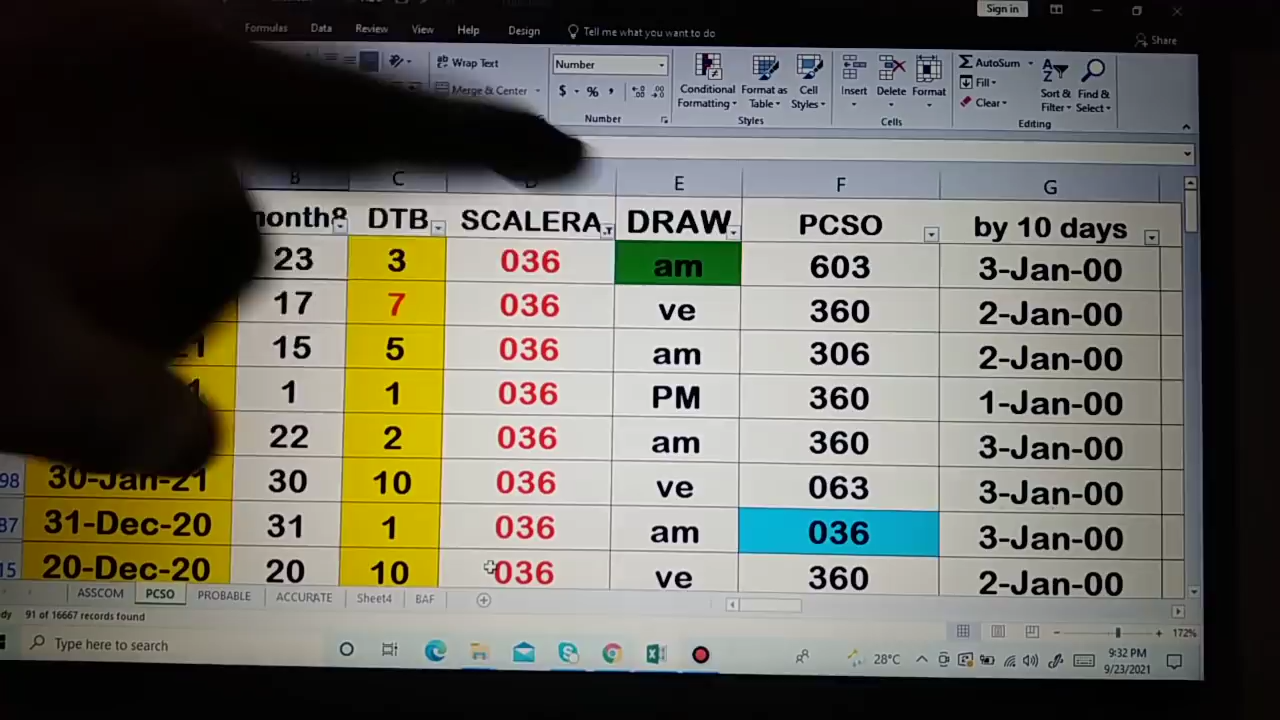 Sign in
Formulas Data Review View Help Design Tell me what you want to do
Share
Wrap Text
Number
AutoSum
Fill
Clear
Merge & Center
$ % ,
Conditional Formatting
Format as Table
Cell Styles
Insert Delete Format
Sort & Filter
Find & Select
Number Styles Cells Editing
B C D E F G
month8 DTB SCALERA DRAW PCSO by 10 days
23 3 036 am 603 3-Jan-00
17 7 036 ve 360 2-Jan-00
15 5 036 am 306 2-Jan-00
1 1 036 PM 360 1-Jan-00
22 2 036 am 360 3-Jan-00
98 30-Jan-21 30 10 036 ve 063 3-Jan-00
87 31-Dec-20 31 1 036 am 036 3-Jan-00
15 20-Dec-20 20 10 036 ve 360 2-Jan-00
ASSCOM PCSO PROBABLE ACCURATE Sheet4 BAF
91 of 16667 records found
172%
Type here to search
28°C
9:32 PM
9/23/2021